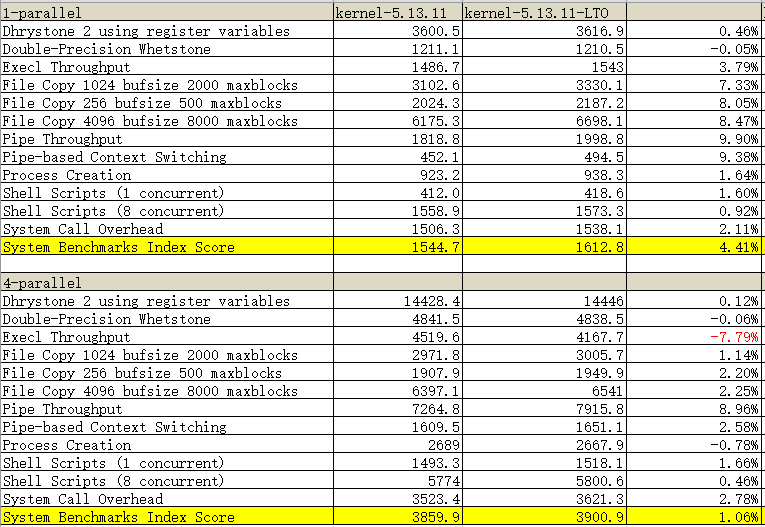 1-parallel kernel-5.13.11 kernel-5.13.11-LTO
Dhrystone 2 using register variables 3600.5 3616.9 0.46%
Double-Precision Whetstone 1211.1 1210.5 -0.05%
Execl Throughput 1486.7 1543 3.79%
File Copy 1024 bufsize 2000 maxblocks 3102.6 3330.1 7.33%
File Copy 256 bufsize 500 maxblocks 2024.3 2187.2 8.05%
File Copy 4096 bufsize 8000 maxblocks 6175.3 6698.1 8.47%
Pipe Throughput 1818.8 1998.8 9.90%
Pipe-based Context Switching 452.1 494.5 9.38%
Process Creation 923.2 938.3 1.64%
Shell Scripts (1 concurrent) 412.0 418.6 1.60%
Shell Scripts (8 concurrent) 1558.9 1573.3 0.92%
System Call Overhead 1506.3 1538.1 2.11%
System Benchmarks Index Score 1544.7 1612.8 4.41%
4-parallel
Dhrystone 2 using register variables 14428.4 14446 0.12%
Double-Precision Whetstone 4841.5 4838.5 -0.06%
Execl Throughput 4519.6 4167.7 -7.79%
File Copy 1024 bufsize 2000 maxblocks 2971.8 3005.7 1.14%
File Copy 256 bufsize 500 maxblocks 1907.9 1949.9 2.20%
File Copy 4096 bufsize 8000 maxblocks 6397.1 6541 2.25%
Pipe Throughput 7264.8 7915.8 8.96%
Pipe-based Context Switching 1609.5 1651.1 2.58%
Process Creation 2689 2667.9 -0.78%
Shell Scripts (1 concurrent) 1493.3 1518.1 1.66%
Shell Scripts (8 concurrent) 5774 5800.6 0.46%
System Call Overhead 3523.4 3621.3 2.78%
System Benchmarks Index Score 3859.9 3900.9 1.06%